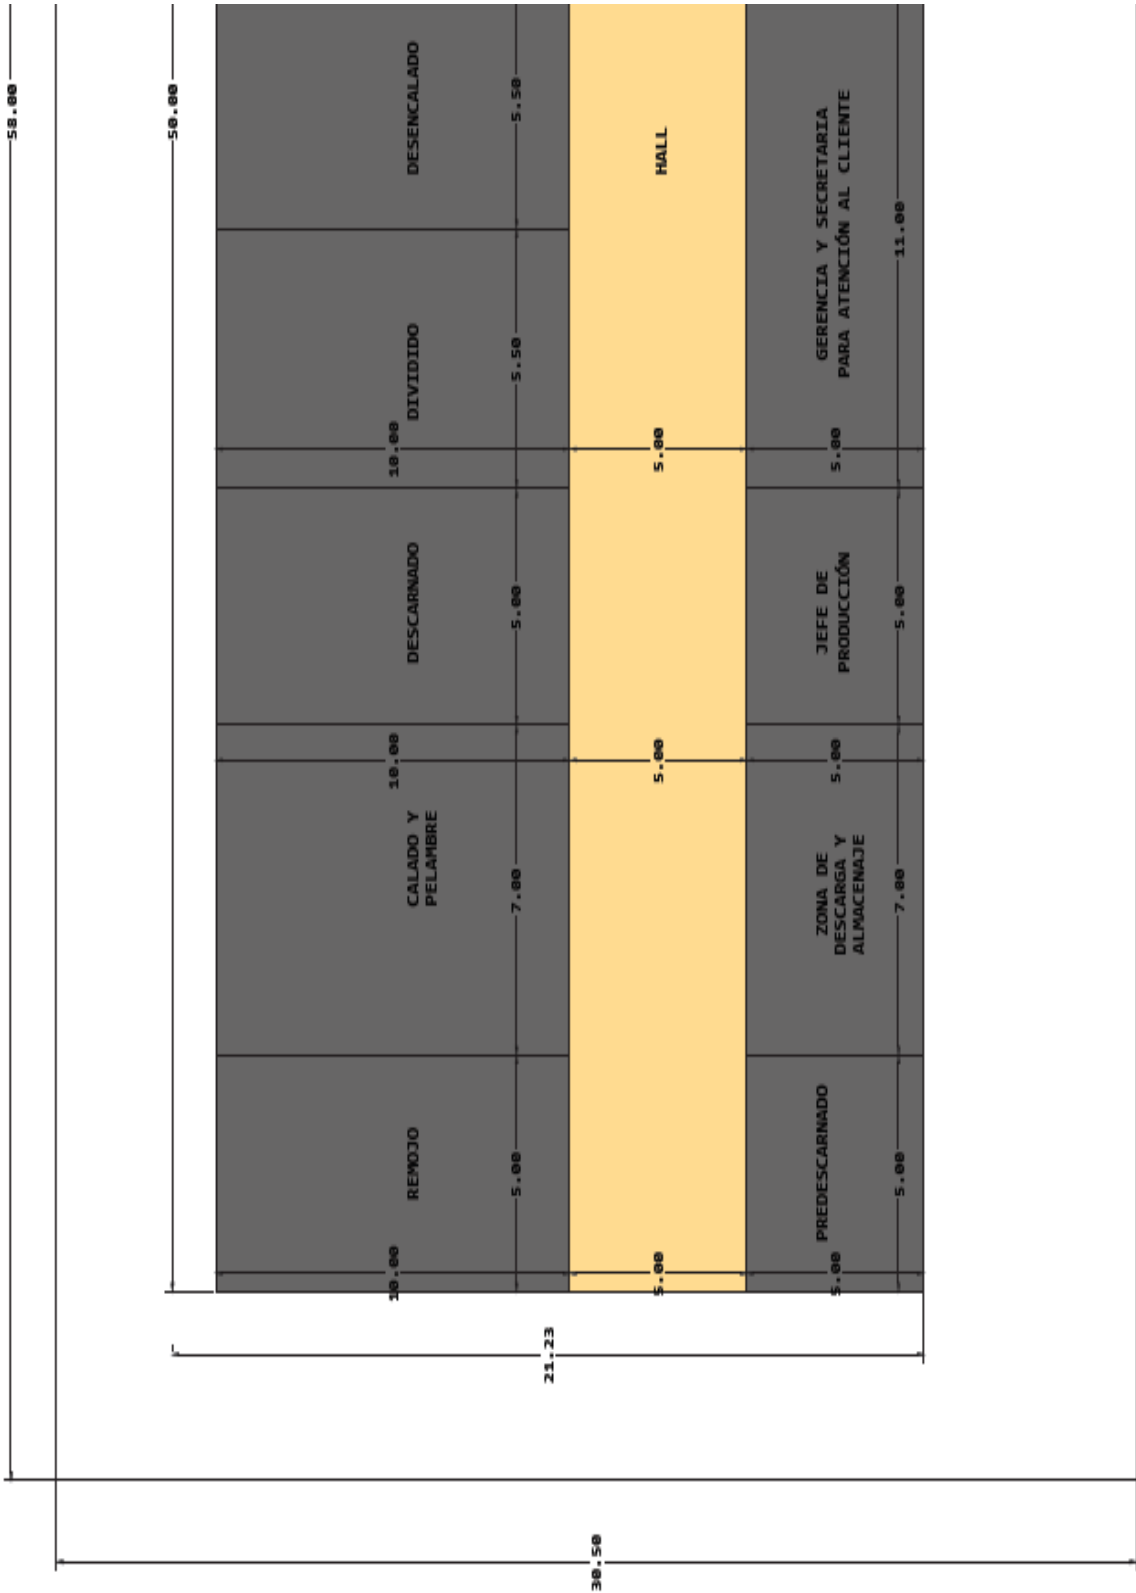 58.00
50.00
DESENCALADO
5.50
HALL
GERENCIA Y SECRETARIA
PARA ATENCIÓN AL CLIENTE
11.00
DIVIDIDO
5.50
10.00
5.00
5.00
DESCARNADO
5.00
JEFE DE
PRODUCCIÓN
5.00
10.00
5.00
5.00
CALADO Y
PELAMBRE
7.00
ZONA DE
DESCARGA Y
ALMACENAJE
7.00
REMOJO
5.00
PREDESCARNADO
5.00
10.00
5.00
5.00
21.23
30.50